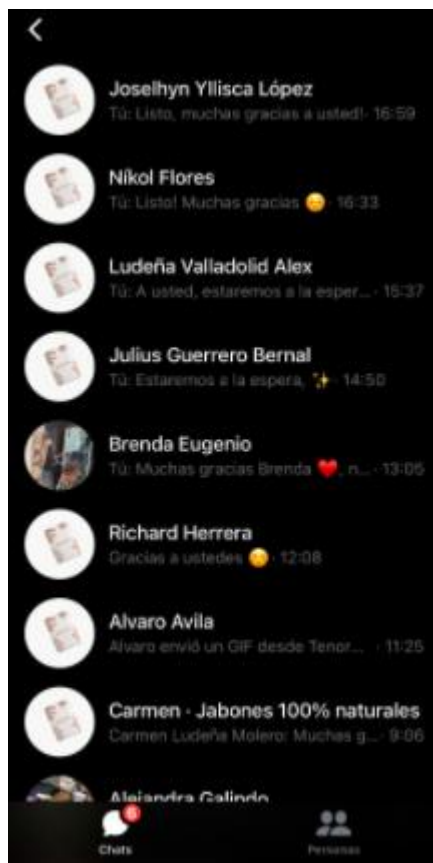 Joselhyn Yllisca López
Tú: Listo, muchas gracias a usted! · 16:59
Níkol Flores
Tú: Listo! Muchas gracias 😊 · 16:33
Ludeña Valladolid Alex
Tú: A usted, estaremos a la esper... · 15:37
Julius Guerrero Bernal
Tú: Estaremos a la espera, ✨ · 14:50
Brenda Eugenio
Tú: Muchas gracias Brenda ❤️, n... · 13:05
Richard Herrera
Gracias a ustedes 😊 · 12:08
Alvaro Avila
Alvaro envió un GIF desde Tenor... · 11:25
Carmen · Jabones 100% naturales
Carmen Ludeña Molero: Muchas g... · 9:06
Alejandra Galindo
6
Chats
Personas